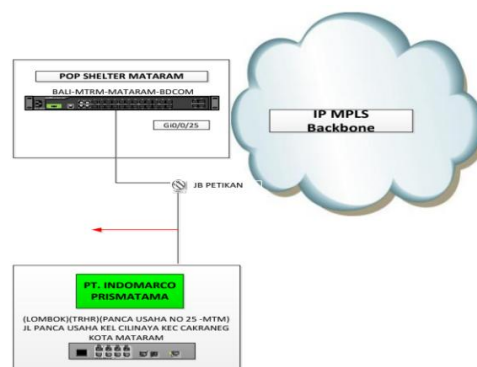 POP SHELTER MATARAM
BALI-MTRM-MATARAM-BDCOM
Gi0/0/25
IP MPLS
Backbone
JB PETIKAN
PT. INDOMARCO
PRISMATAMA
(LOMBOK)(TRHR)(PANCA USAHA NO 25 -MTM)
JL PANCA USAHA KEL CILINAYA KEC CAKRANEG
KOTA MATARAM